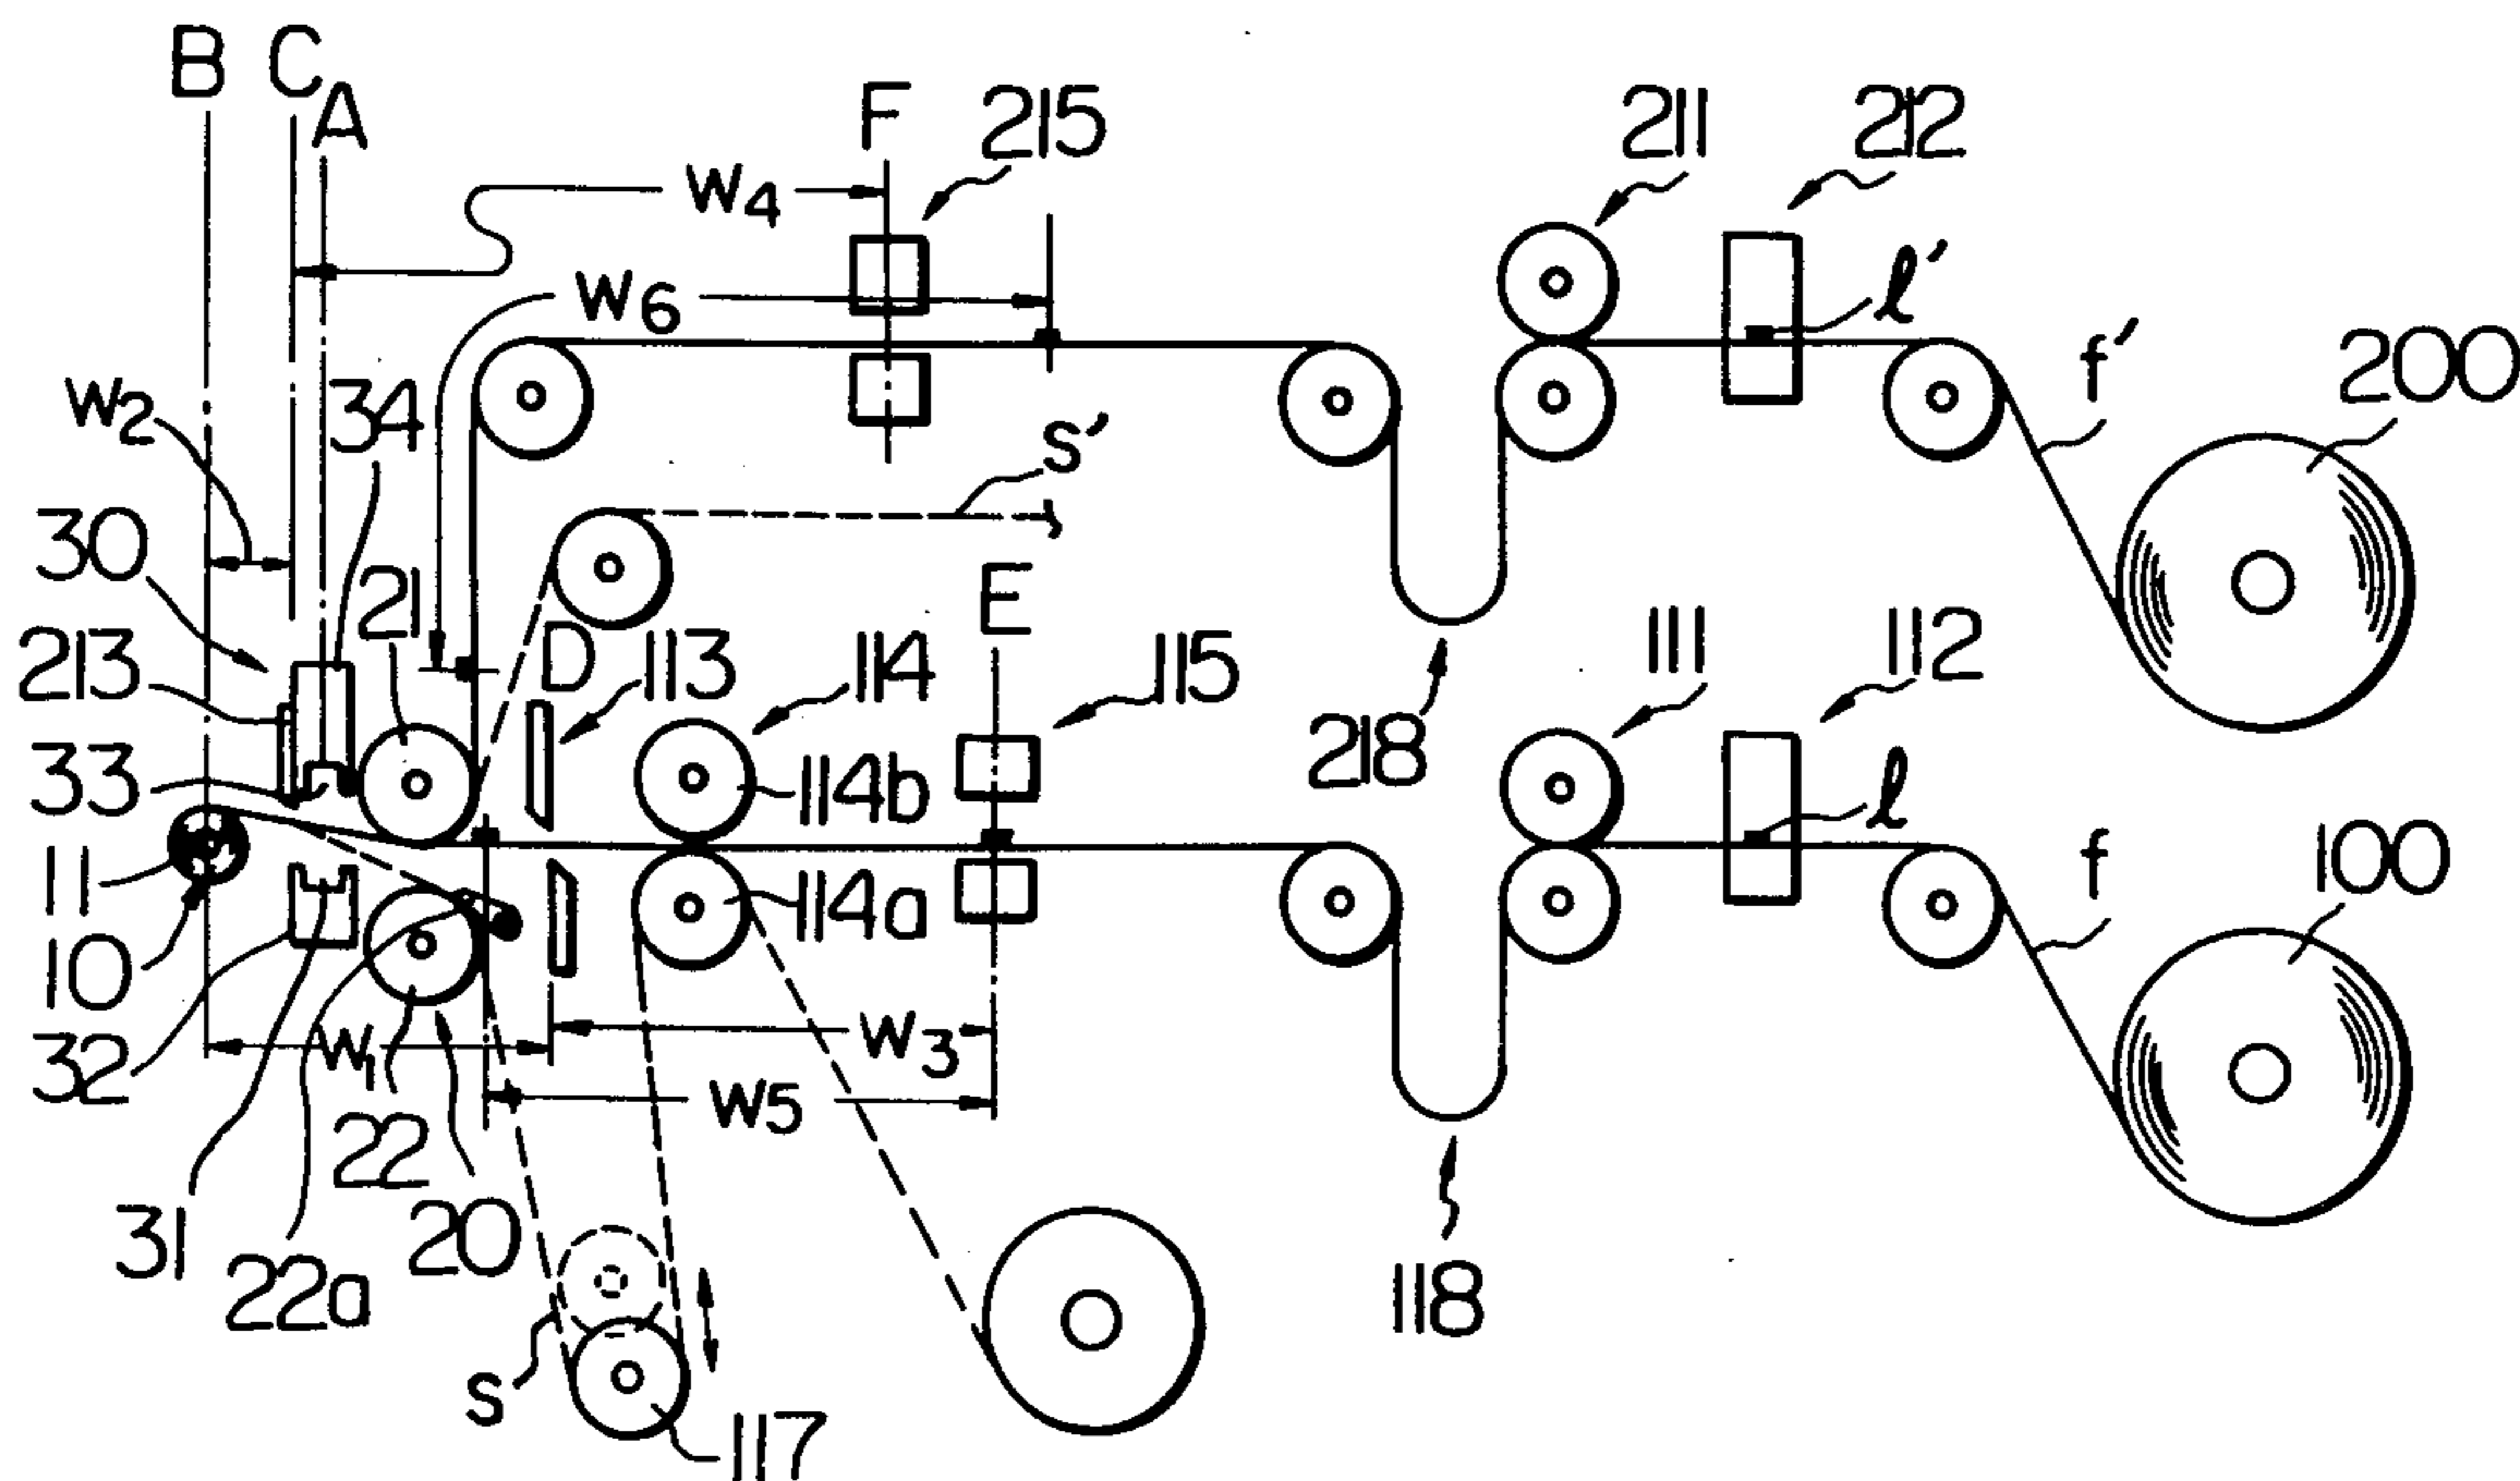 B C A F 215 211 212
W4
W6 l'
f' 200
W2 34 S'
30 21 E
213 D 113 114 115 218 111 112
33 114b l
11 114a f 100
10
32 W1 W3
W5
22
31 22a 20 118
S
117